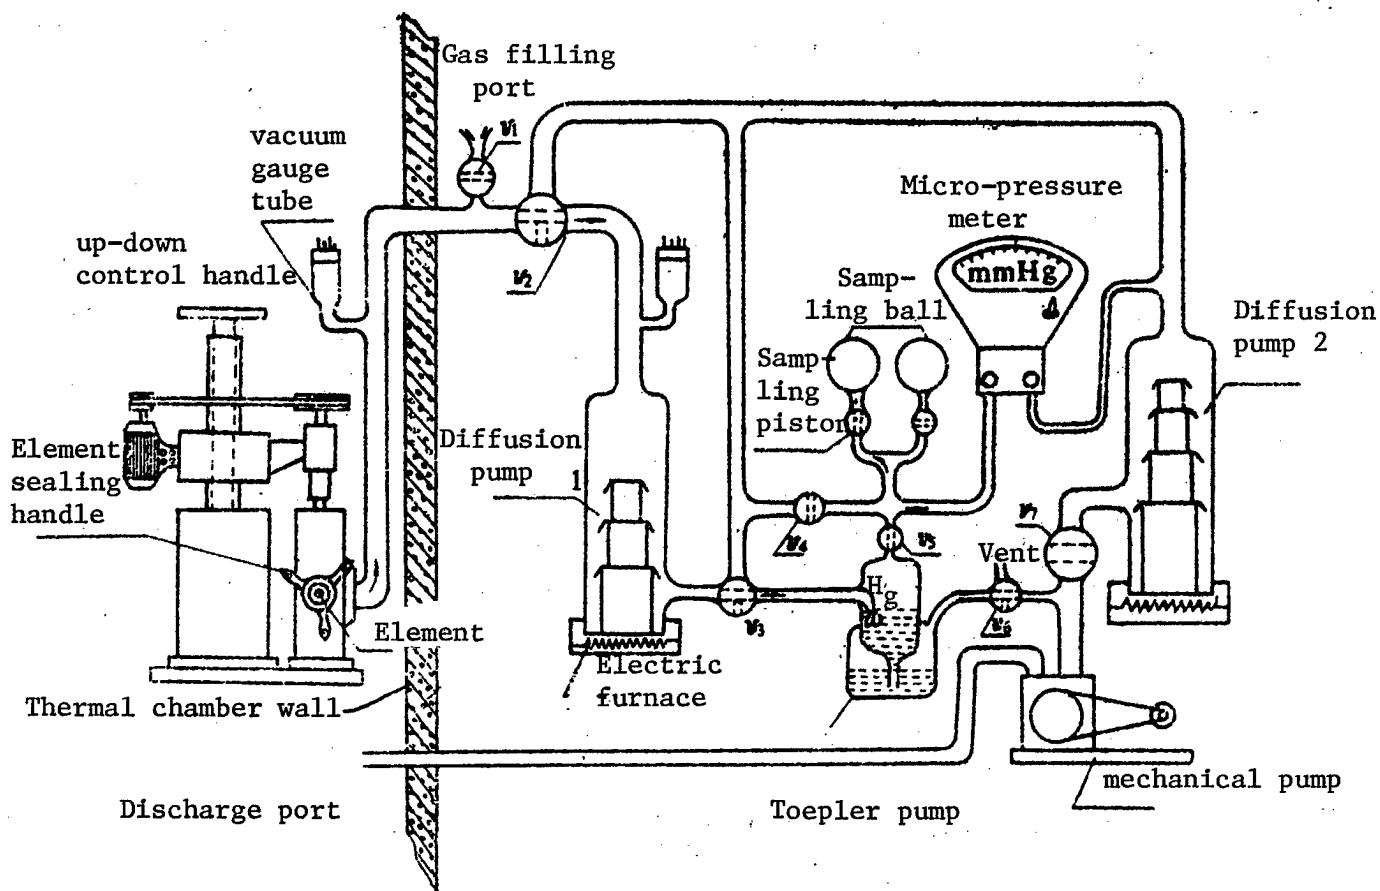 Gas filling
port
v1
vacuum
gauge
tube
Micro-pressure
meter
up-down
control handle
v2
mmHg
Samp-
ling ball
Diffusion
pump 2
Samp-
ling
piston
Element
sealing
handle
Diffusion
pump
1
v7
v4
v5
Vent
Hg
v3
v6
Element
Electric
furnace
Thermal chamber wall
mechanical pump
Discharge port
Toepler pump